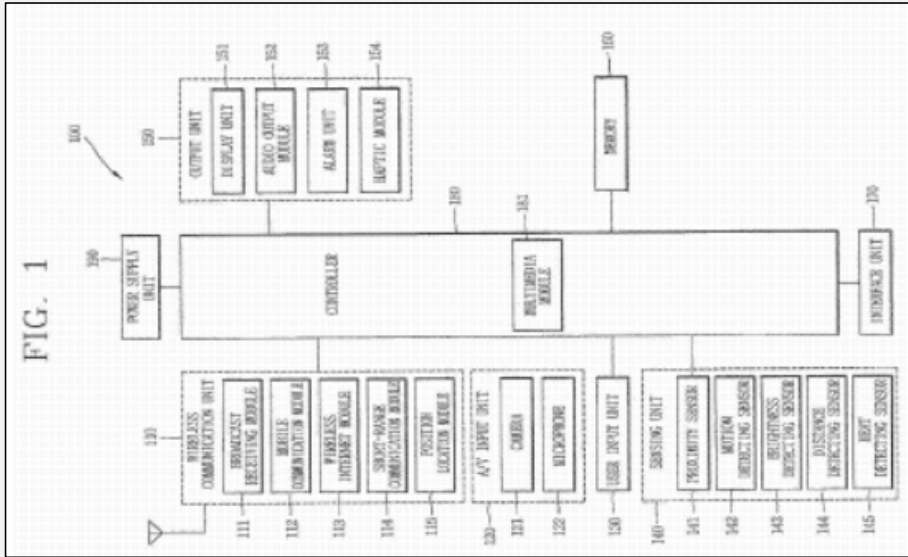 FIG. 1
100
190
POWER SUPPLY
UNIT
110
WIRELESS
COMMUNICATION UNIT
111
BROADCAST
RECEIVING MODULE
112
MOBILE
COMMUNICATION MODULE
113
WIRELESS
INTERNET MODULE
114
SHORT-RANGE
COMMUNICATION MODULE
115
POSITION
LOCATION MODULE
120
A/V INPUT UNIT
121
CAMERA
122
MICROPHONE
130
USER INPUT UNIT
140
SENSING UNIT
141
PROXIMITY SENSOR
142
MOTION
DETECTING SENSOR
143
BRIGHTNESS
DETECTING SENSOR
144
DISTANCE
DETECTING SENSOR
145
HEAT
DETECTING SENSOR
CONTROLLER
180
181
MULTIMEDIA
MODULE
150
OUTPUT UNIT
151
DISPLAY UNIT
152
AUDIO OUTPUT
MODULE
153
ALARM UNIT
154
HAPTIC MODULE
160
MEMORY
170
INTERFACE UNIT